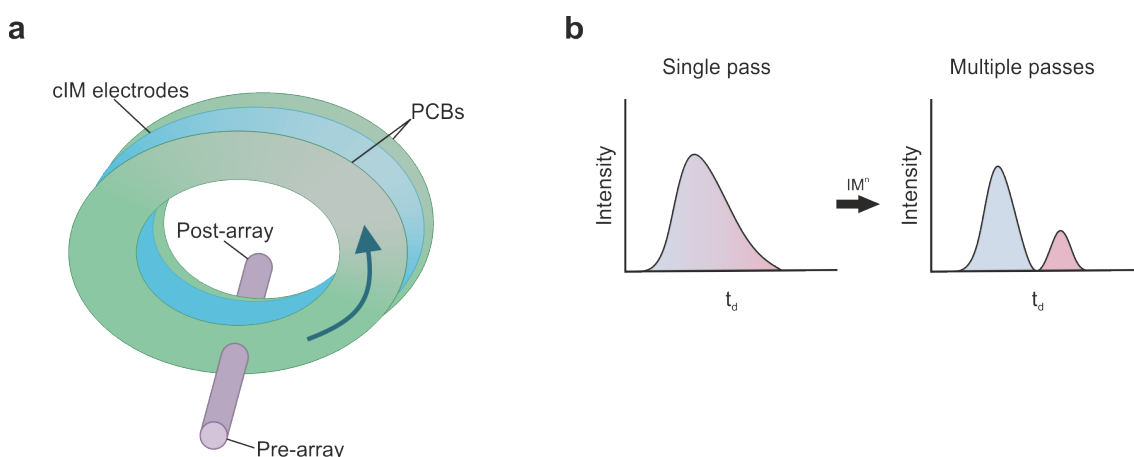 a
cIM electrodes
PCBs
Post-array
Pre-array
b
Single pass
Intensity
t_d
IMⁿ
Multiple passes
Intensity
t_d